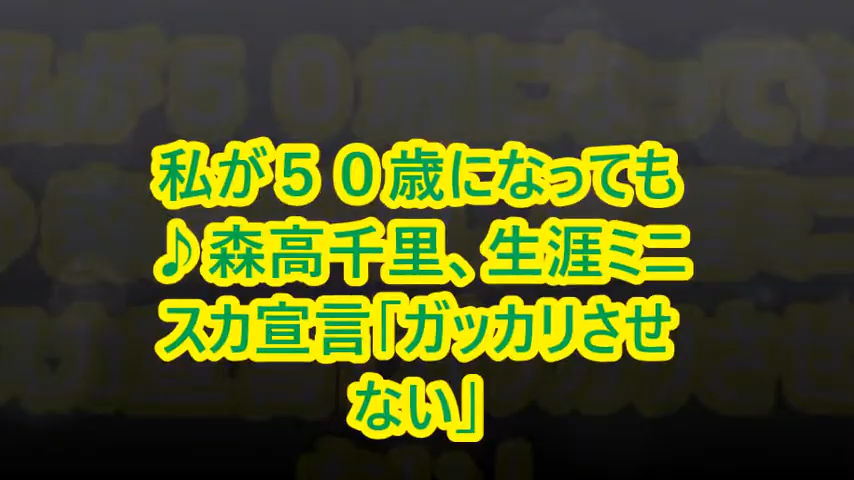 私が５０歳になっても
♪森高千里、生涯ミニ
スカ宣言｢ガッカリさせ
ない｣